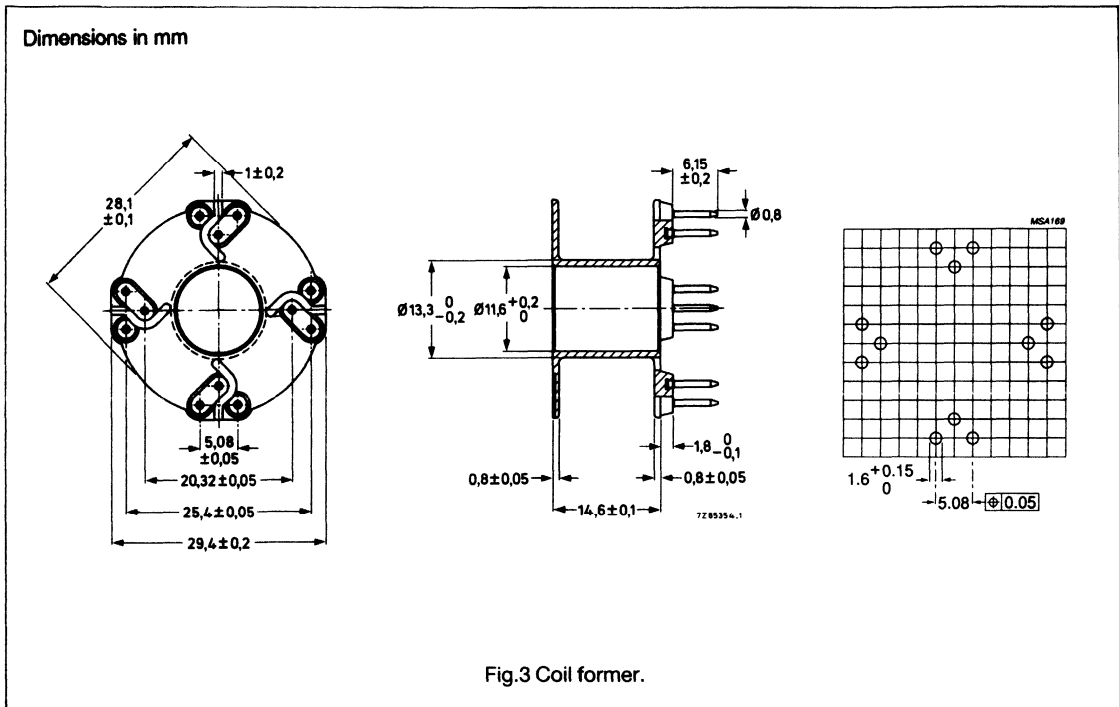 Dimensions in mm
28,1
±0,1
1±0,2
5,08
±0,05
20,32±0,05
25,4±0,05
29,4±0,2
6,15
±0,2
Ø0,8
Ø13,3 0 -0,2
Ø11,6 +0,2 0
1,8 0 -0,1
0,8±0,05
0,8±0,05
14,6±0,1
7Z85354.1
MSA169
1.6 +0.15 0
5.08
⌖ 0.05
Fig.3 Coil former.